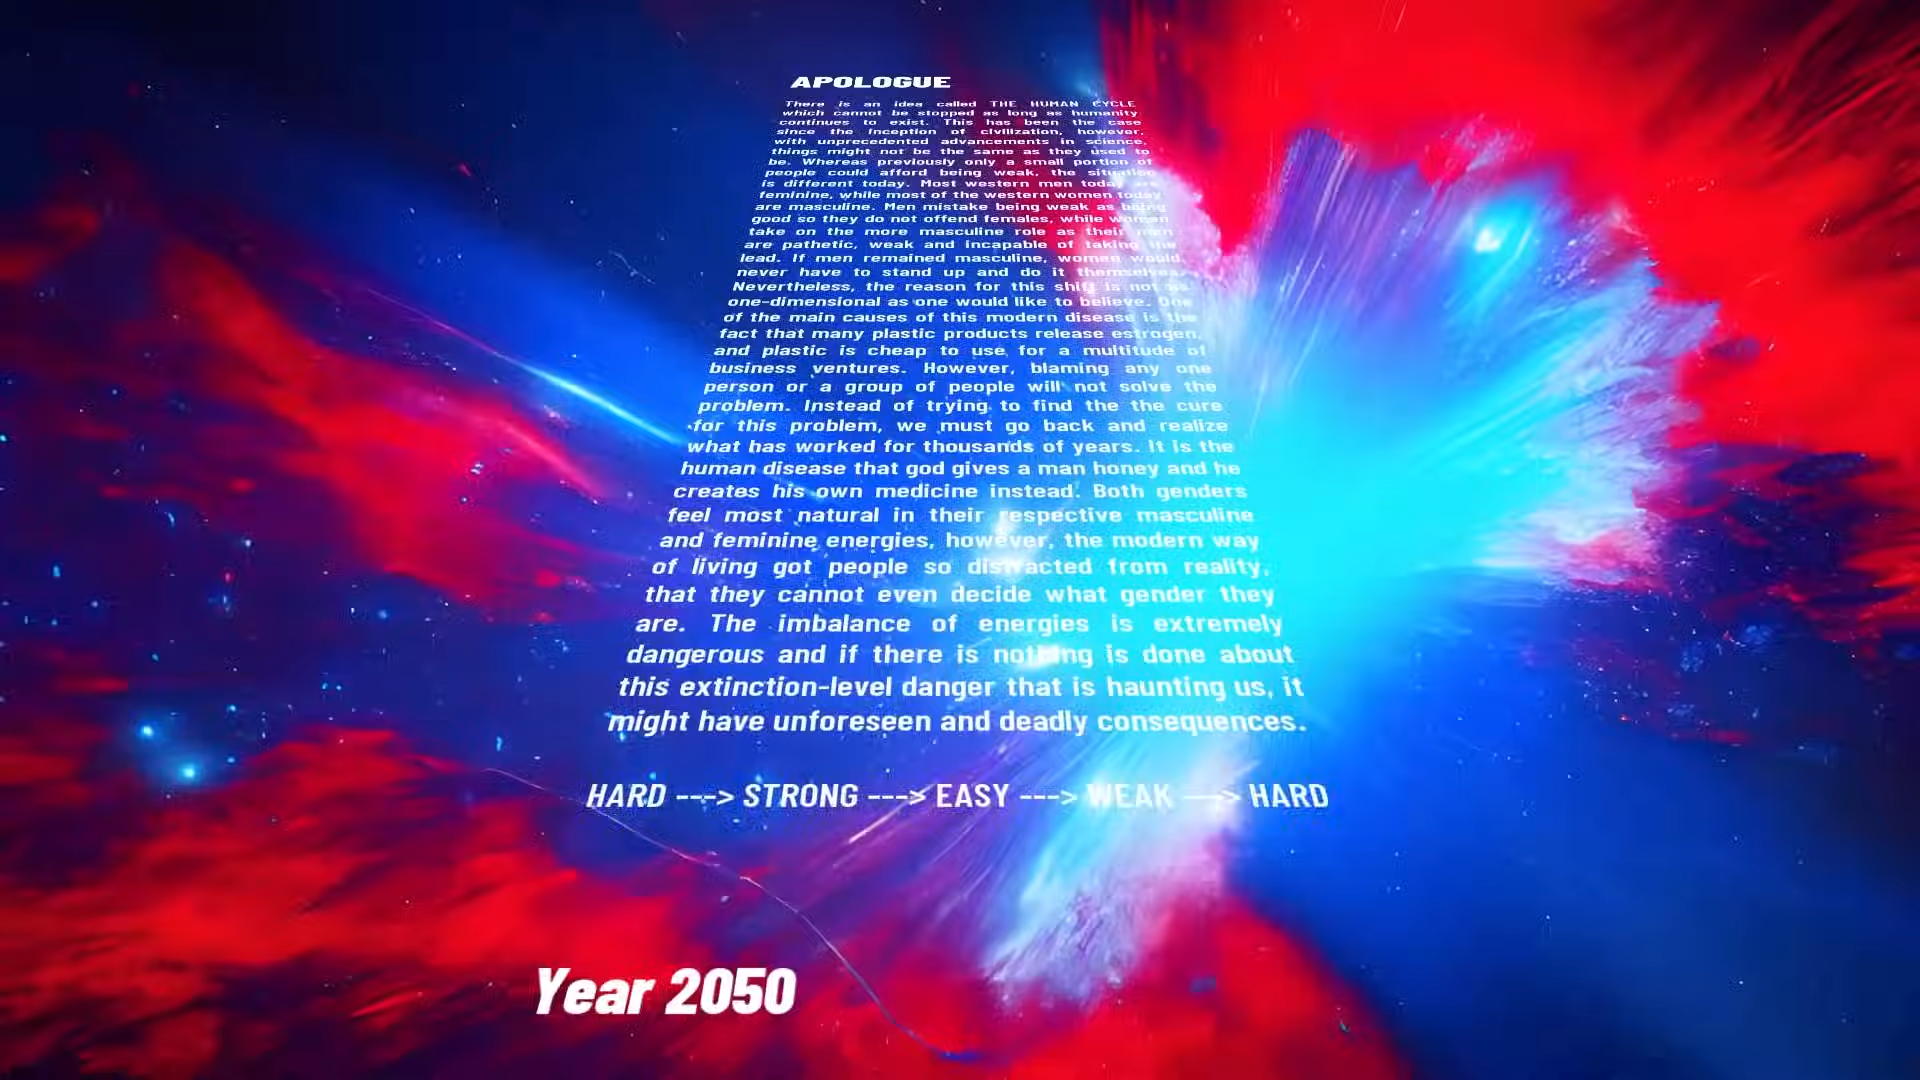 APOLOGUE
There is an idea called THE HUMAN CYCLE
which cannot be stopped as long as humanity
continues to exist. This has been the case
since the inception of civilization, however,
with unprecedented advancements in science,
things might not be the same as they used to
be. Whereas previously only a small portion of
people could afford being weak, the situation
is different today. Most western men today are
feminine, while most of the western women today
are masculine. Men mistake being weak as being
good so they do not offend females, while woman
take on the more masculine role as their men
are pathetic, weak and incapable of taking the
lead. If men remained masculine, women would
never have to stand up and do it themselves.
Nevertheless, the reason for this shift is not as
one-dimensional as one would like to believe. One
of the main causes of this modern disease is the
fact that many plastic products release estrogen,
and plastic is cheap to use for a multitude of
business ventures. However, blaming any one
person or a group of people will not solve the
problem. Instead of trying to find the the cure
for this problem, we must go back and realize
what has worked for thousands of years. It is the
human disease that god gives a man honey and he
creates his own medicine instead. Both genders
feel most natural in their respective masculine
and feminine energies, however, the modern way
of living got people so distracted from reality,
that they cannot even decide what gender they
are. The imbalance of energies is extremely
dangerous and if there is nothing is done about
this extinction-level danger that is haunting us, it
might have unforeseen and deadly consequences.
HARD ---> STRONG ---> EASY ---> WEAK ---> HARD
Year 2050